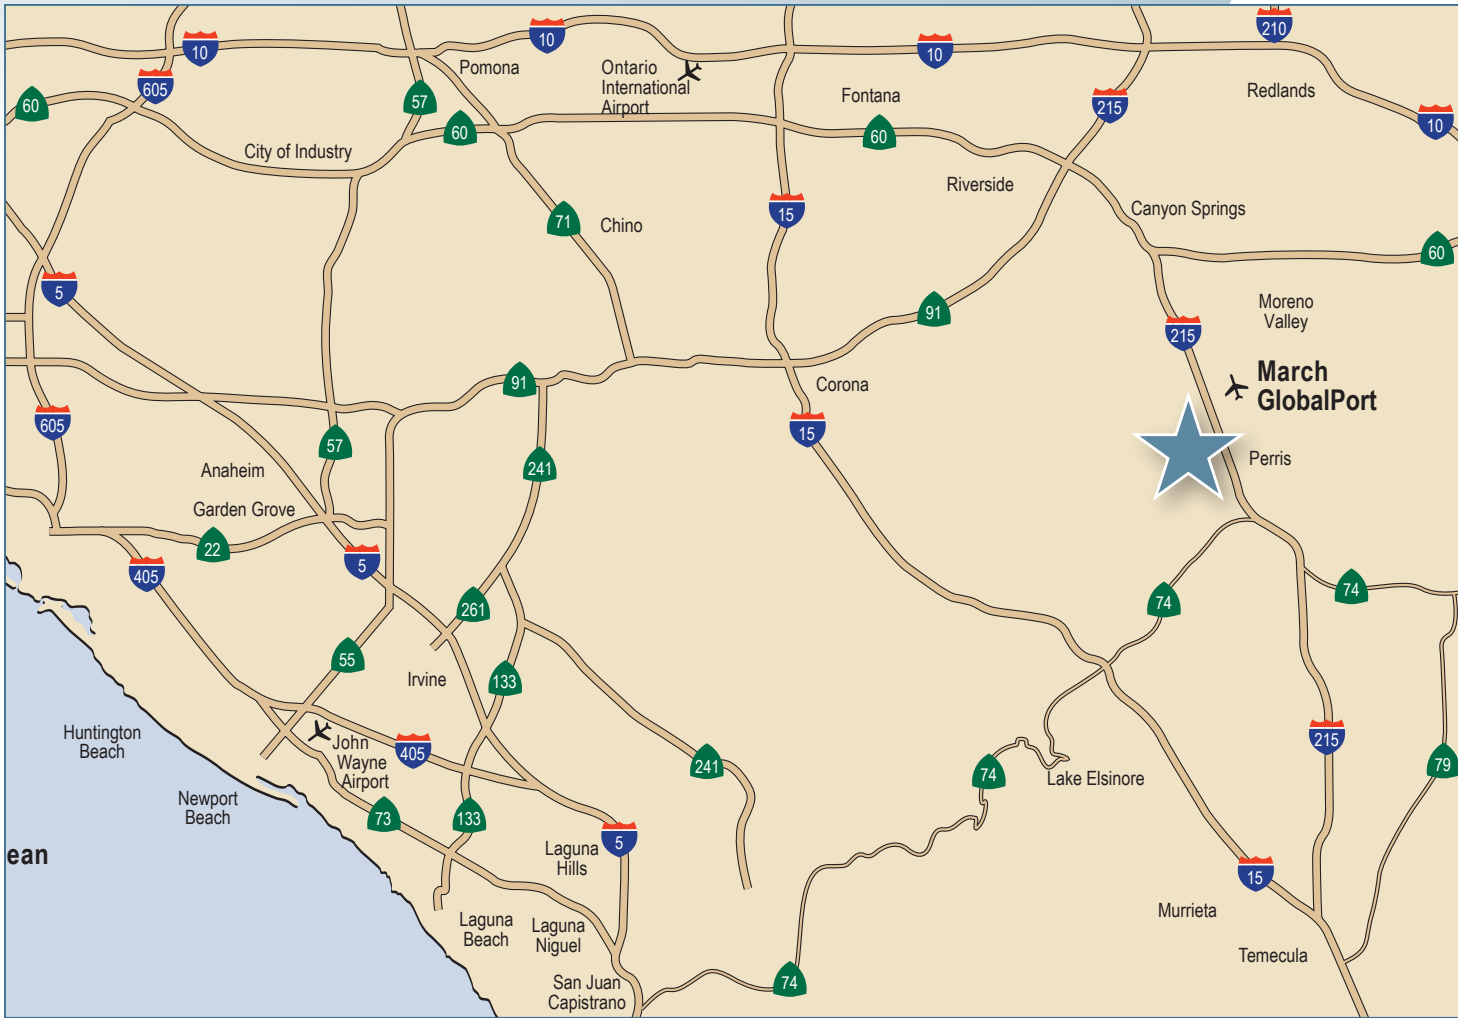 210
10
10
10
Pomona
Ontario
International
Airport
605
57
Fontana
215
Redlands
60
60
60
10
City of Industry
Riverside
Canyon Springs
15
71
Chino
60
5
Moreno
Valley
91
215
March
GlobalPort
91
Corona
605
15
57
241
Perris
Anaheim
Garden Grove
22
405
5
74
74
261
55
Irvine
133
Huntington
Beach
John
Wayne
Airport
405
241
74
Lake Elsinore
215
79
Newport
Beach
73
133
5
ean
Laguna
Hills
15
Murrieta
Laguna
Beach
Laguna
Niguel
Temecula
San Juan
Capistrano
74